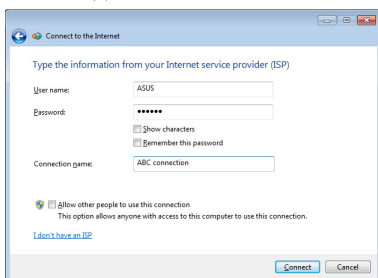 Connect to the Internet
Type the information from your Internet service provider (ISP)
User name: ASUS
Password: ••••••
Show characters
Remember this password
Connection name: ABC connection
Allow other people to use this connection
This option allows anyone with access to this computer to use this connection.
I don't have an ISP
Connect Cancel